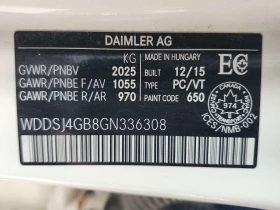 DAIMLER AG
KG MADE IN HUNGARY
GVWR/PNBV 2025 BUILT 12/15 EC
GAWR/PNBE F/AV 1055 TYPE PC/VT
GAWR/PNBE R/AR 970 PAINT 650
CANADA
974
ICES/NMB-002
WDDSJ4GB8GN336308